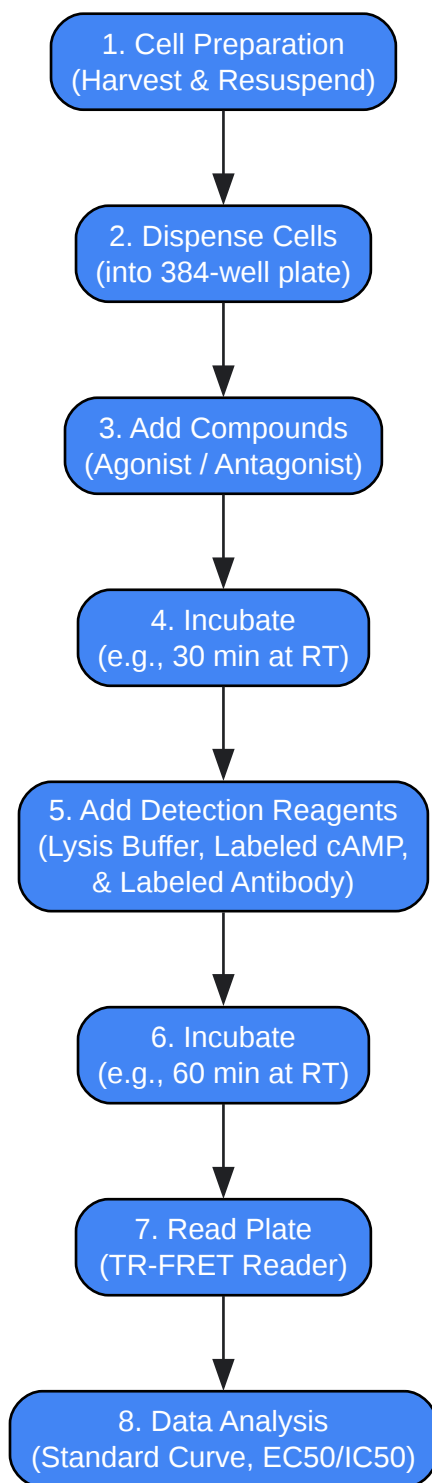 1. Cell Preparation
(Harvest & Resuspend)
2. Dispense Cells
(into 384-well plate)
3. Add Compounds
(Agonist / Antagonist)
4. Incubate
(e.g., 30 min at RT)
5. Add Detection Reagents
(Lysis Buffer, Labeled cAMP,
& Labeled Antibody)
6. Incubate
(e.g., 60 min at RT)
7. Read Plate
(TR-FRET Reader)
8. Data Analysis
(Standard Curve, EC50/IC50)